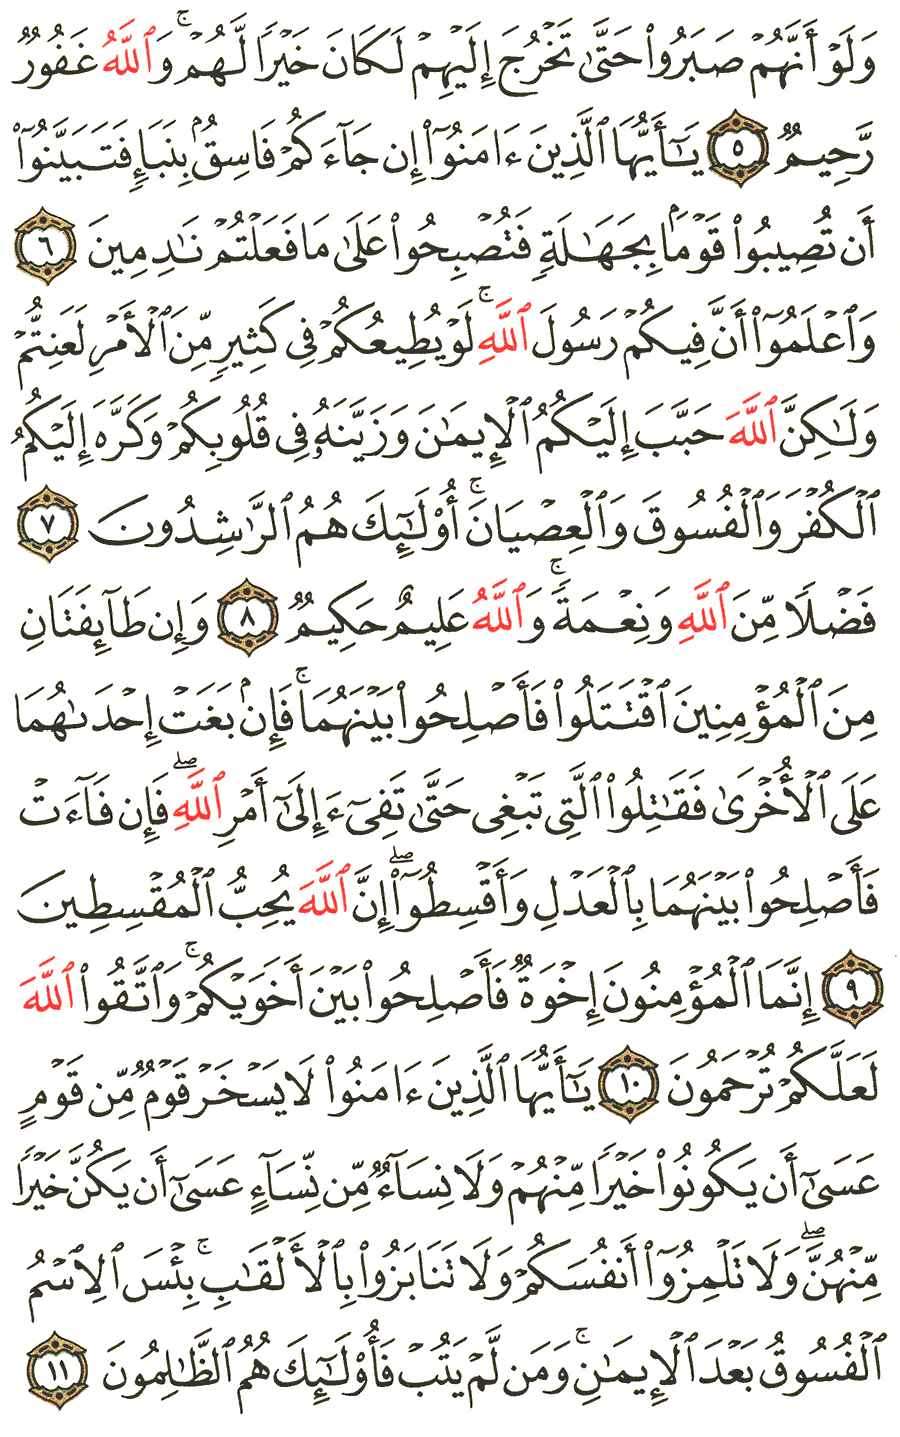 وَلَوْ أَنَّهُمْ صَبَرُوا۟ حَتَّىٰ تَخْرُجَ إِلَيْهِمْ لَكَانَ خَيْرًا لَّهُمْ ۚ وَٱللَّهُ غَفُورٌ
رَّحِيمٌ ٥ يَـٰٓأَيُّهَا ٱلَّذِينَ ءَامَنُوٓا۟ إِن جَآءَكُمْ فَاسِقٌۢ بِنَبَإٍ فَتَبَيَّنُوٓا۟
أَن تُصِيبُوا۟ قَوْمًۢا بِجَهَـٰلَةٍ فَتُصْبِحُوا۟ عَلَىٰ مَا فَعَلْتُمْ نَـٰدِمِينَ ٦
وَٱعْلَمُوٓا۟ أَنَّ فِيكُمْ رَسُولَ ٱللَّهِ ۚ لَوْ يُطِيعُكُمْ فِى كَثِيرٍ مِّنَ ٱلْأَمْرِ لَعَنِتُّمْ
وَلَـٰكِنَّ ٱللَّهَ حَبَّبَ إِلَيْكُمُ ٱلْإِيمَـٰنَ وَزَيَّنَهُۥ فِى قُلُوبِكُمْ وَكَرَّهَ إِلَيْكُمُ
ٱلْكُفْرَ وَٱلْفُسُوقَ وَٱلْعِصْيَانَ ۚ أُو۟لَـٰٓئِكَ هُمُ ٱلرَّٰشِدُونَ ٧
فَضْلًا مِّنَ ٱللَّهِ وَنِعْمَةً ۚ وَٱللَّهُ عَلِيمٌ حَكِيمٌ ٨ وَإِن طَآئِفَتَانِ
مِنَ ٱلْمُؤْمِنِينَ ٱقْتَتَلُوا۟ فَأَصْلِحُوا۟ بَيْنَهُمَا ۖ فَإِنۢ بَغَتْ إِحْدَىٰهُمَا
عَلَى ٱلْأُخْرَىٰ فَقَـٰتِلُوا۟ ٱلَّتِى تَبْغِى حَتَّىٰ تَفِىٓءَ إِلَىٰٓ أَمْرِ ٱللَّهِ ۖ فَإِن فَآءَتْ
فَأَصْلِحُوا۟ بَيْنَهُمَا بِٱلْعَدْلِ وَأَقْسِطُوٓا۟ ۖ إِنَّ ٱللَّهَ يُحِبُّ ٱلْمُقْسِطِينَ
٩ إِنَّمَا ٱلْمُؤْمِنُونَ إِخْوَةٌ فَأَصْلِحُوا۟ بَيْنَ أَخَوَيْكُمْ ۚ وَٱتَّقُوا۟ ٱللَّهَ
لَعَلَّكُمْ تُرْحَمُونَ ١٠ يَـٰٓأَيُّهَا ٱلَّذِينَ ءَامَنُوا۟ لَا يَسْخَرْ قَوْمٌ مِّن قَوْمٍ
عَسَىٰٓ أَن يَكُونُوا۟ خَيْرًا مِّنْهُمْ وَلَا نِسَآءٌ مِّن نِّسَآءٍ عَسَىٰٓ أَن يَكُنَّ خَيْرًا
مِّنْهُنَّ ۖ وَلَا تَلْمِزُوٓا۟ أَنفُسَكُمْ وَلَا تَنَابَزُوا۟ بِٱلْأَلْقَـٰبِ ۚ بِئْسَ ٱلِٱسْمُ
ٱلْفُسُوقُ بَعْدَ ٱلْإِيمَـٰنِ ۚ وَمَن لَّمْ يَتُبْ فَأُو۟لَـٰٓئِكَ هُمُ ٱلظَّـٰلِمُونَ ١١